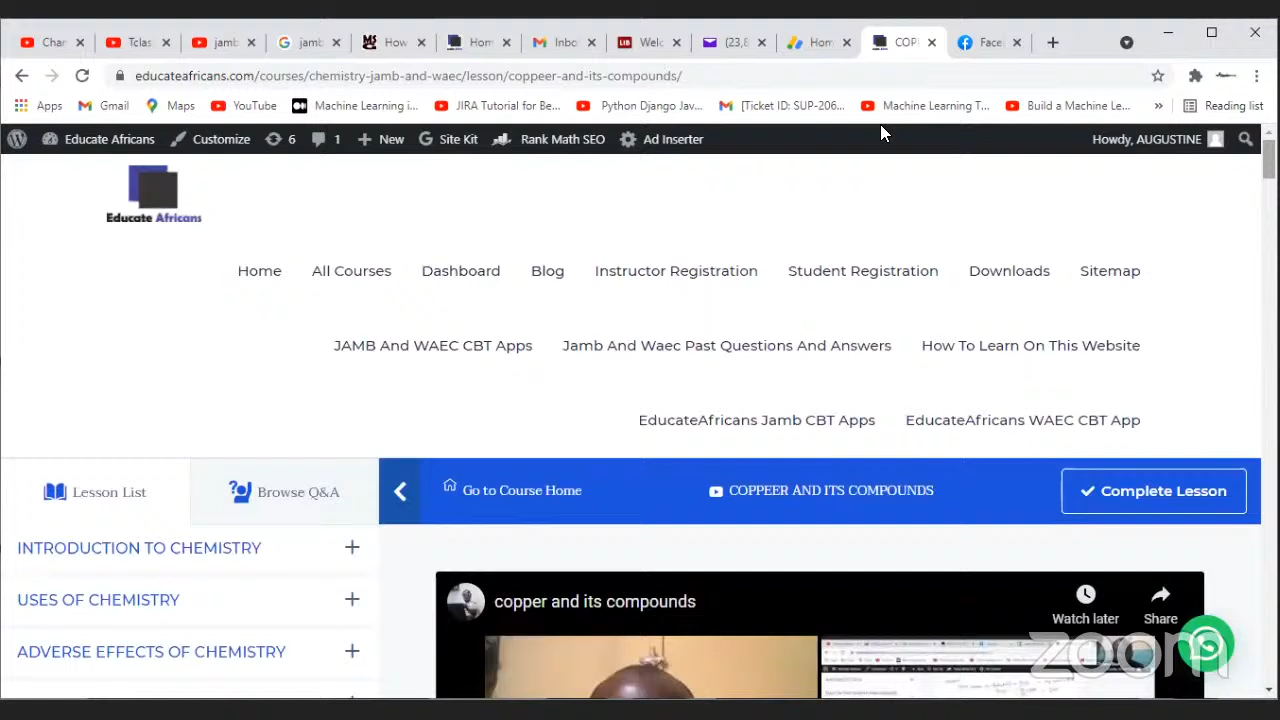 Char
Tclas
jamb
jamb
How
Hom
Inbo
Welc
(23,8
Hom
COPI
Face
educateafricans.com/courses/chemistry-jamb-and-waec/lesson/coppeer-and-its-compounds/
Apps Gmail Maps YouTube Machine Learning i... JIRA Tutorial for Be... Python Django Jav... [Ticket ID: SUP-206... Machine Learning T... Build a Machine Le... » Reading list
Educate Africans Customize 6 1 New Site Kit Rank Math SEO Ad Inserter Howdy, AUGUSTINE
Educate Africans
Home All Courses Dashboard Blog Instructor Registration Student Registration Downloads Sitemap
JAMB And WAEC CBT Apps Jamb And Waec Past Questions And Answers How To Learn On This Website
EducateAfricans Jamb CBT Apps EducateAfricans WAEC CBT App
Lesson List Browse Q&A Go to Course Home COPPEER AND ITS COMPOUNDS Complete Lesson
INTRODUCTION TO CHEMISTRY
USES OF CHEMISTRY
ADVERSE EFFECTS OF CHEMISTRY
copper and its compounds
Watch later Share
zoom